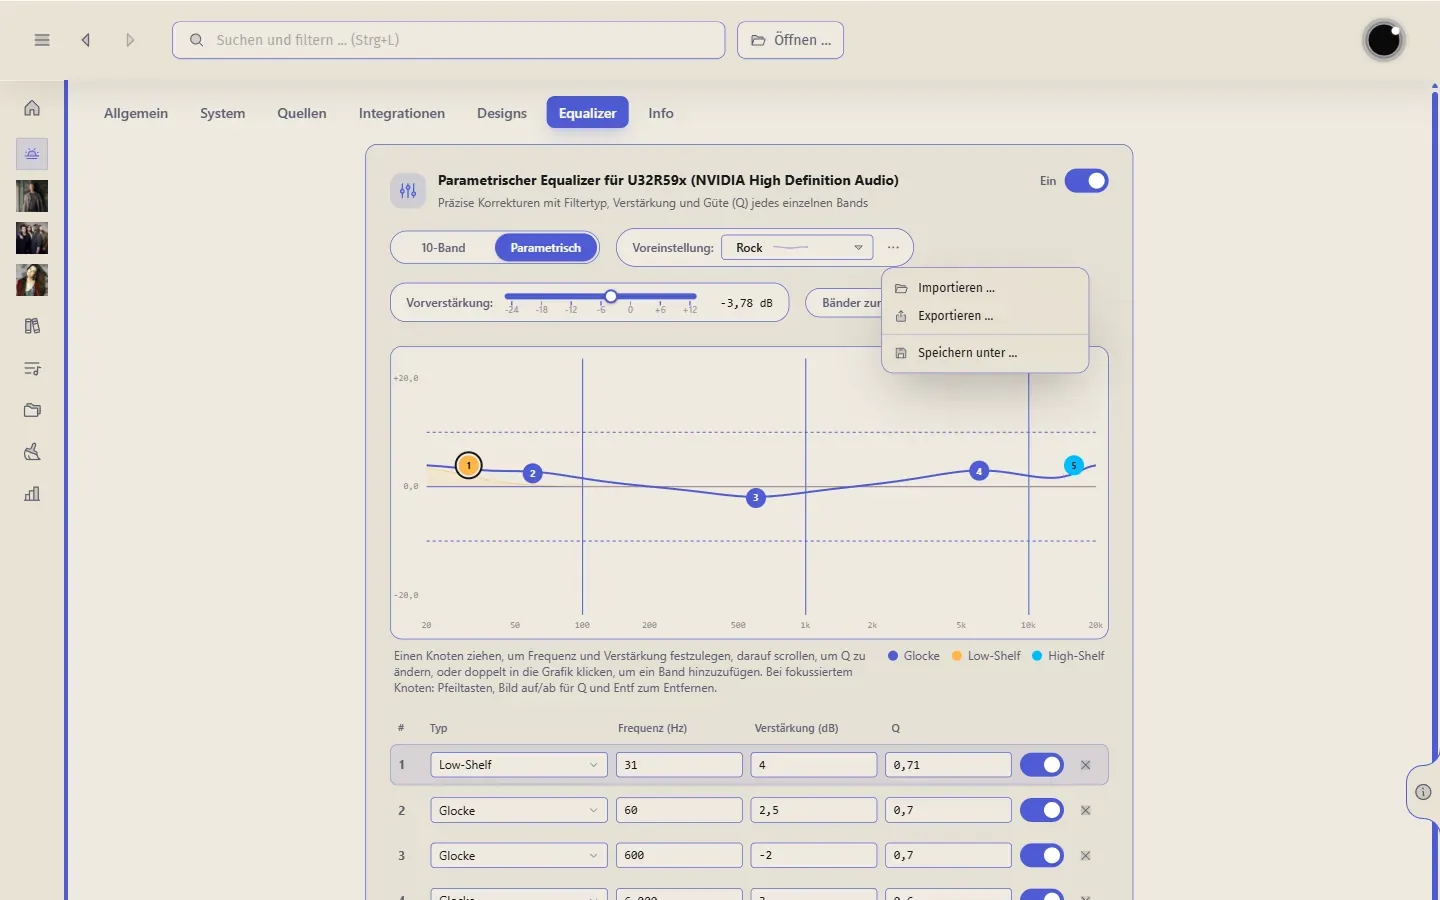 Suchen und filtern ... (Strg+L)
Öffnen ...
Allgemein
System
Quellen
Integrationen
Designs
Equalizer
Info
Parametrischer Equalizer für U32R59x (NVIDIA High Definition Audio)
Präzise Korrekturen mit Filtertyp, Verstärkung und Güte (Q) jedes einzelnen Bands
Ein
10-Band
Parametrisch
Voreinstellung:
Rock
...
Importieren ...
Exportieren ...
Speichern unter ...
Vorverstärkung:
-24 -18 -12 -6 0 +6 +12
-3,78 dB
Bänder zur
+20,0
0,0
-20,0
1
2
3
4
5
20 50 100 200 500 1k 2k 5k 10k 20k
Einen Knoten ziehen, um Frequenz und Verstärkung festzulegen, darauf scrollen, um Q zu
ändern, oder doppelt in die Grafik klicken, um ein Band hinzuzufügen. Bei fokussiertem
Knoten: Pfeiltasten, Bild auf/ab für Q und Entf zum Entfernen.
Glocke Low-Shelf High-Shelf
# Typ Frequenz (Hz) Verstärkung (dB) Q
1 Low-Shelf 31 4 0,71
2 Glocke 60 2,5 0,7
3 Glocke 600 -2 0,7